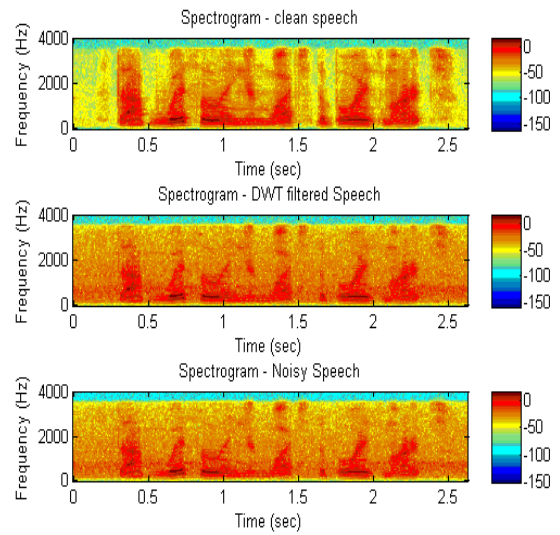 Spectrogram - clean speech
Frequency (Hz)
4000
2000
0
0 0.5 1 1.5 2 2.5
Time (sec)
0
-50
-100
-150
Spectrogram - DWT filtered Speech
Frequency (Hz)
4000
2000
0
0 0.5 1 1.5 2 2.5
Time (sec)
0
-50
-100
-150
Spectrogram - Noisy Speech
Frequency (Hz)
4000
2000
0
0 0.5 1 1.5 2 2.5
Time (sec)
0
-50
-100
-150